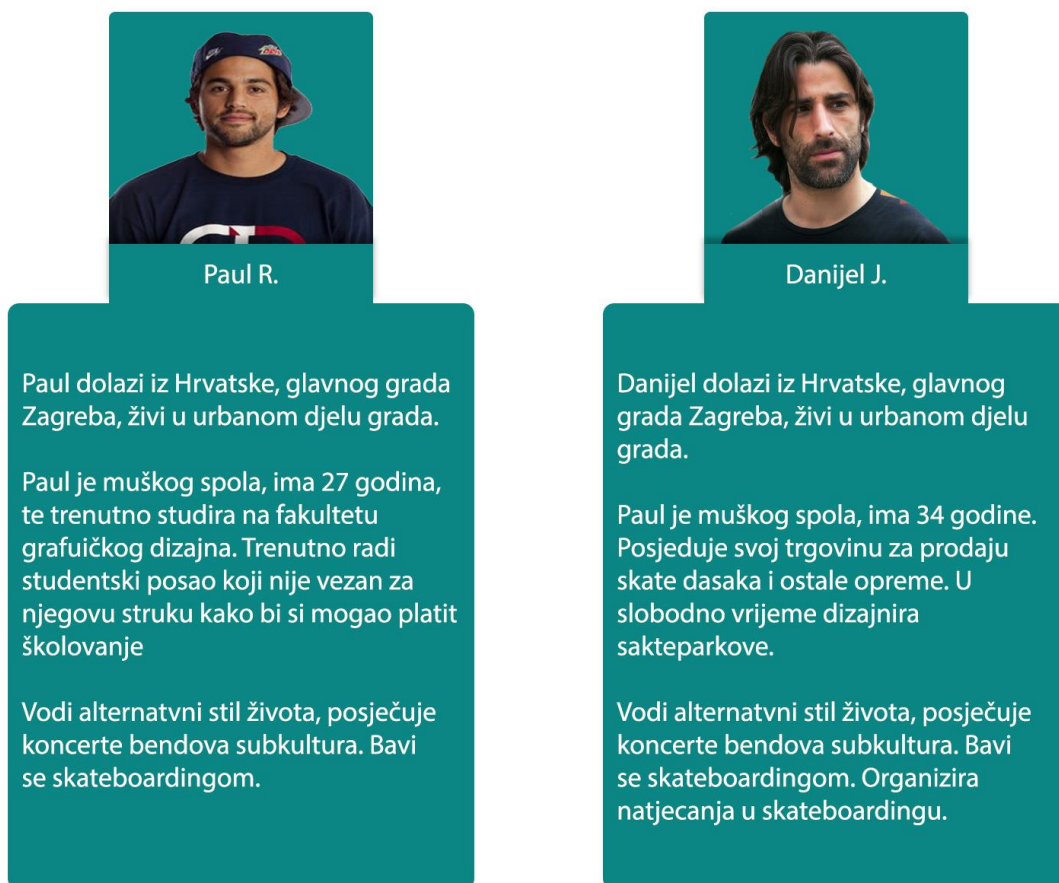 Paul R.
Paul dolazi iz Hrvatske, glavnog grada
Zagreba, živi u urbanom djelu grada.
Paul je muškog spola, ima 27 godina,
te trenutno studira na fakultetu
grafuičkog dizajna. Trenutno radi
studentski posao koji nije vezan za
njegovu struku kako bi si mogao platit
školovanje
Vodi alternatvni stil života, posječuje
koncerte bendova subkultura. Bavi
se skateboardingom.
Danijel J.
Danijel dolazi iz Hrvatske, glavnog
grada Zagreba, živi u urbanom djelu
grada.
Paul je muškog spola, ima 34 godine.
Posjeduje svoj trgovinu za prodaju
skate dasaka i ostale opreme. U
slobodno vrijeme dizajnira
sakteparkove.
Vodi alternatvni stil života, posječuje
koncerte bendova subkultura. Bavi
se skateboardingom. Organizira
natjecanja u skateboardingu.